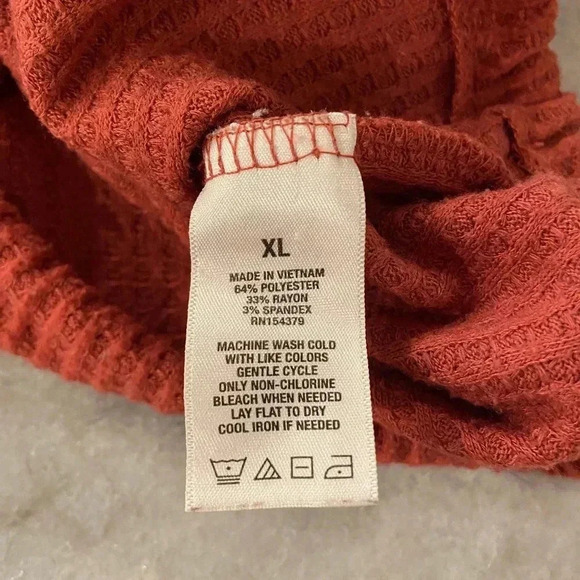 XL
MADE IN VIETNAM
64% POLYESTER
33% RAYON
3% SPANDEX
RN154379
MACHINE WASH COLD
WITH LIKE COLORS
GENTLE CYCLE
ONLY NON-CHLORINE
BLEACH WHEN NEEDED
LAY FLAT TO DRY
COOL IRON IF NEEDED